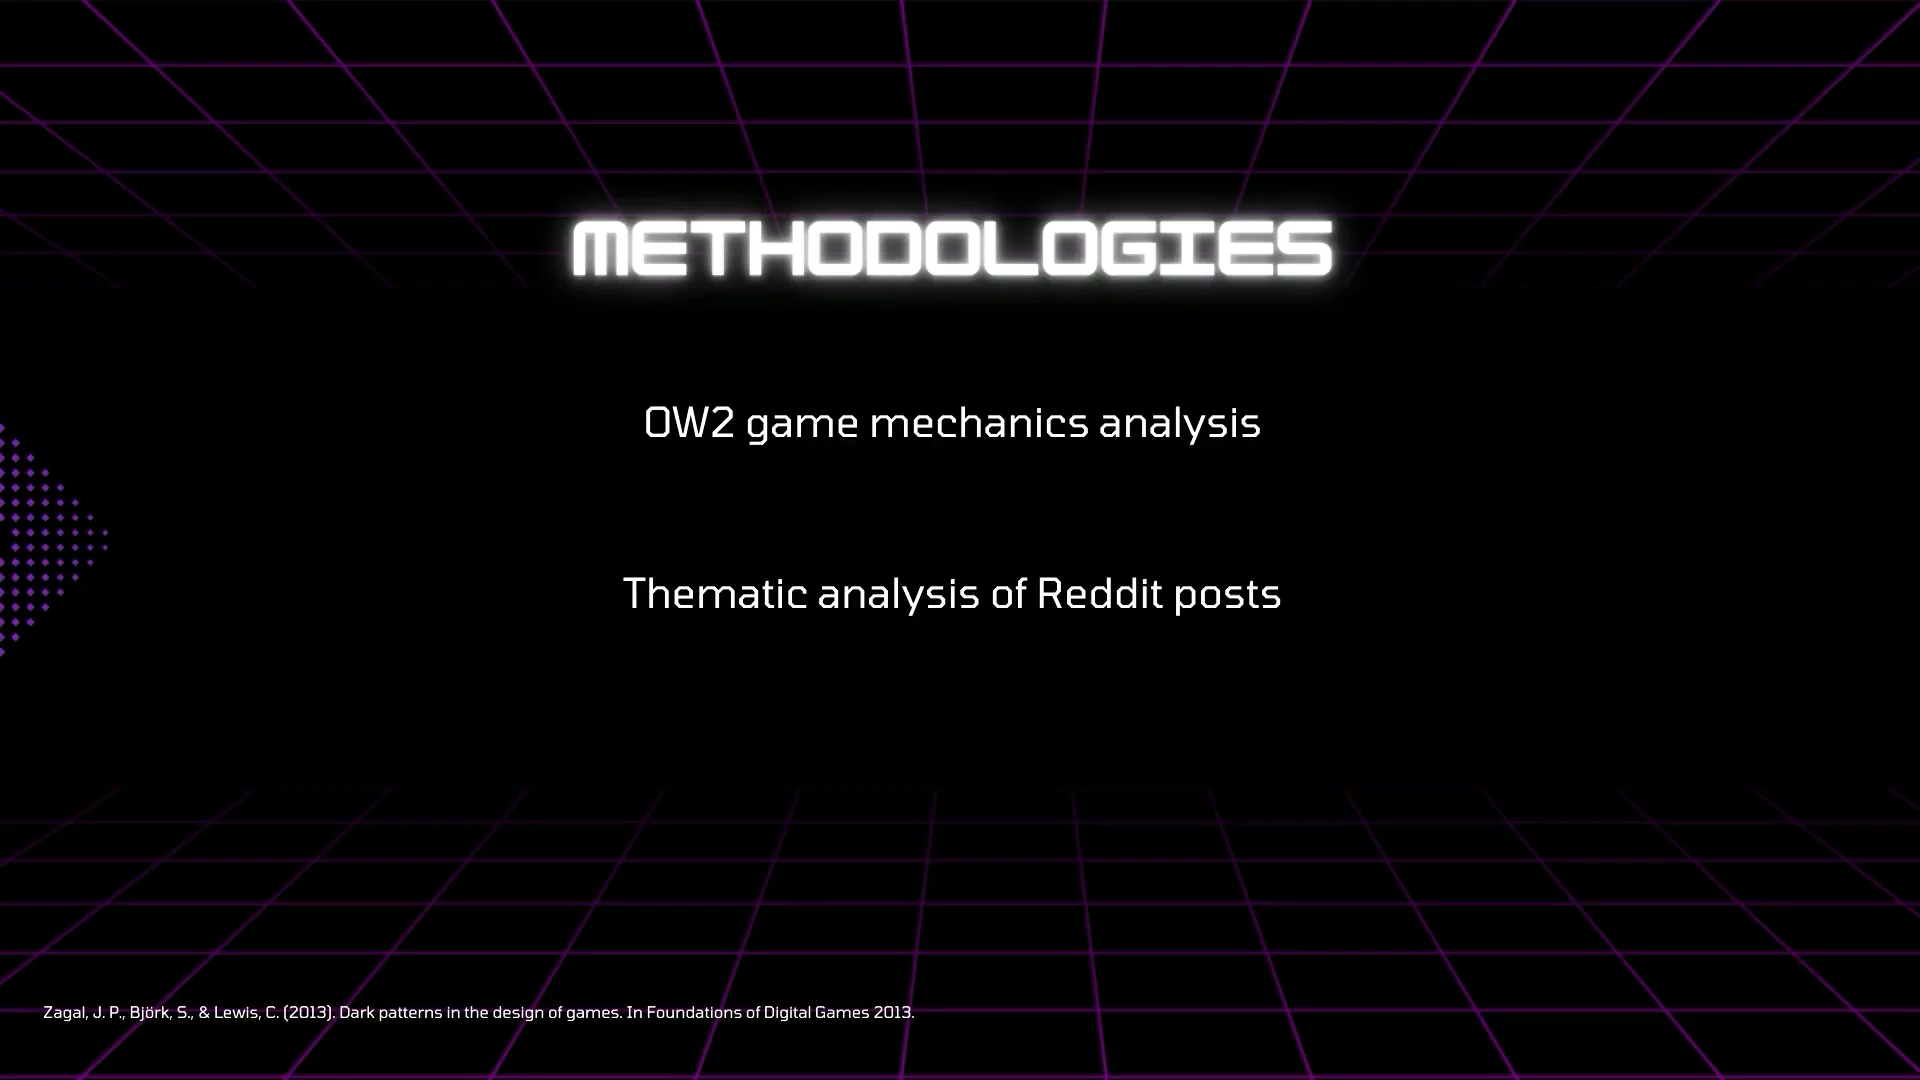 METHODOLOGIES
OW2 game mechanics analysis
Thematic analysis of Reddit posts
Zagal, J. P., Björk, S., & Lewis, C. (2013). Dark patterns in the design of games. In Foundations of Digital Games 2013.